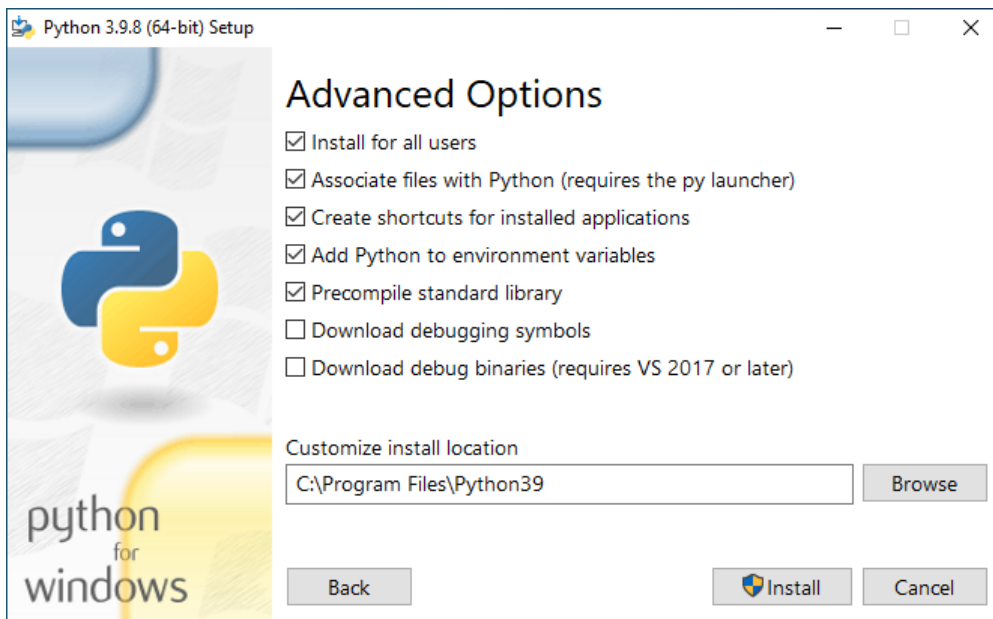 Python 3.9.8 (64-bit) Setup
Advanced Options
Install for all users
Associate files with Python (requires the py launcher)
Create shortcuts for installed applications
Add Python to environment variables
Precompile standard library
Download debugging symbols
Download debug binaries (requires VS 2017 or later)
Customize install location
C:\Program Files\Python39
Browse
python
for
windows
Back
Install
Cancel